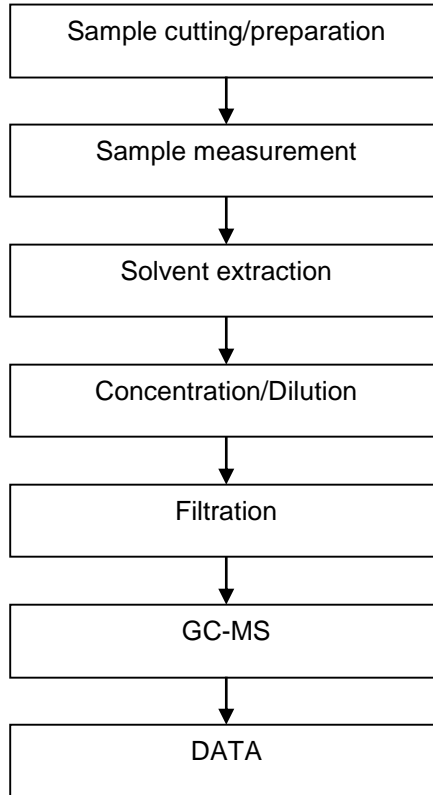 Sample cutting/preparation
Sample measurement
Solvent extraction
Concentration/Dilution
Filtration
GC-MS
DATA